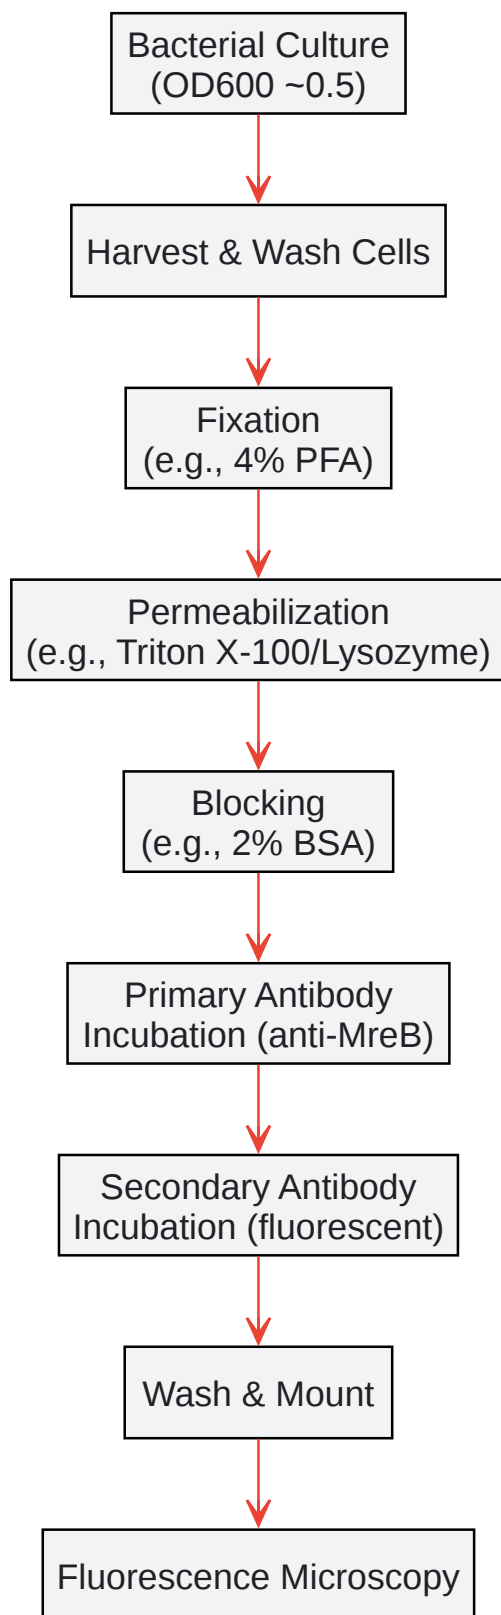 Bacterial Culture
(OD600 ~0.5)
Harvest & Wash Cells
Fixation
(e.g., 4% PFA)
Permeabilization
(e.g., Triton X-100/Lysozyme)
Blocking
(e.g., 2% BSA)
Primary Antibody
Incubation (anti-MreB)
Secondary Antibody
Incubation (fluorescent)
Wash & Mount
Fluorescence Microscopy